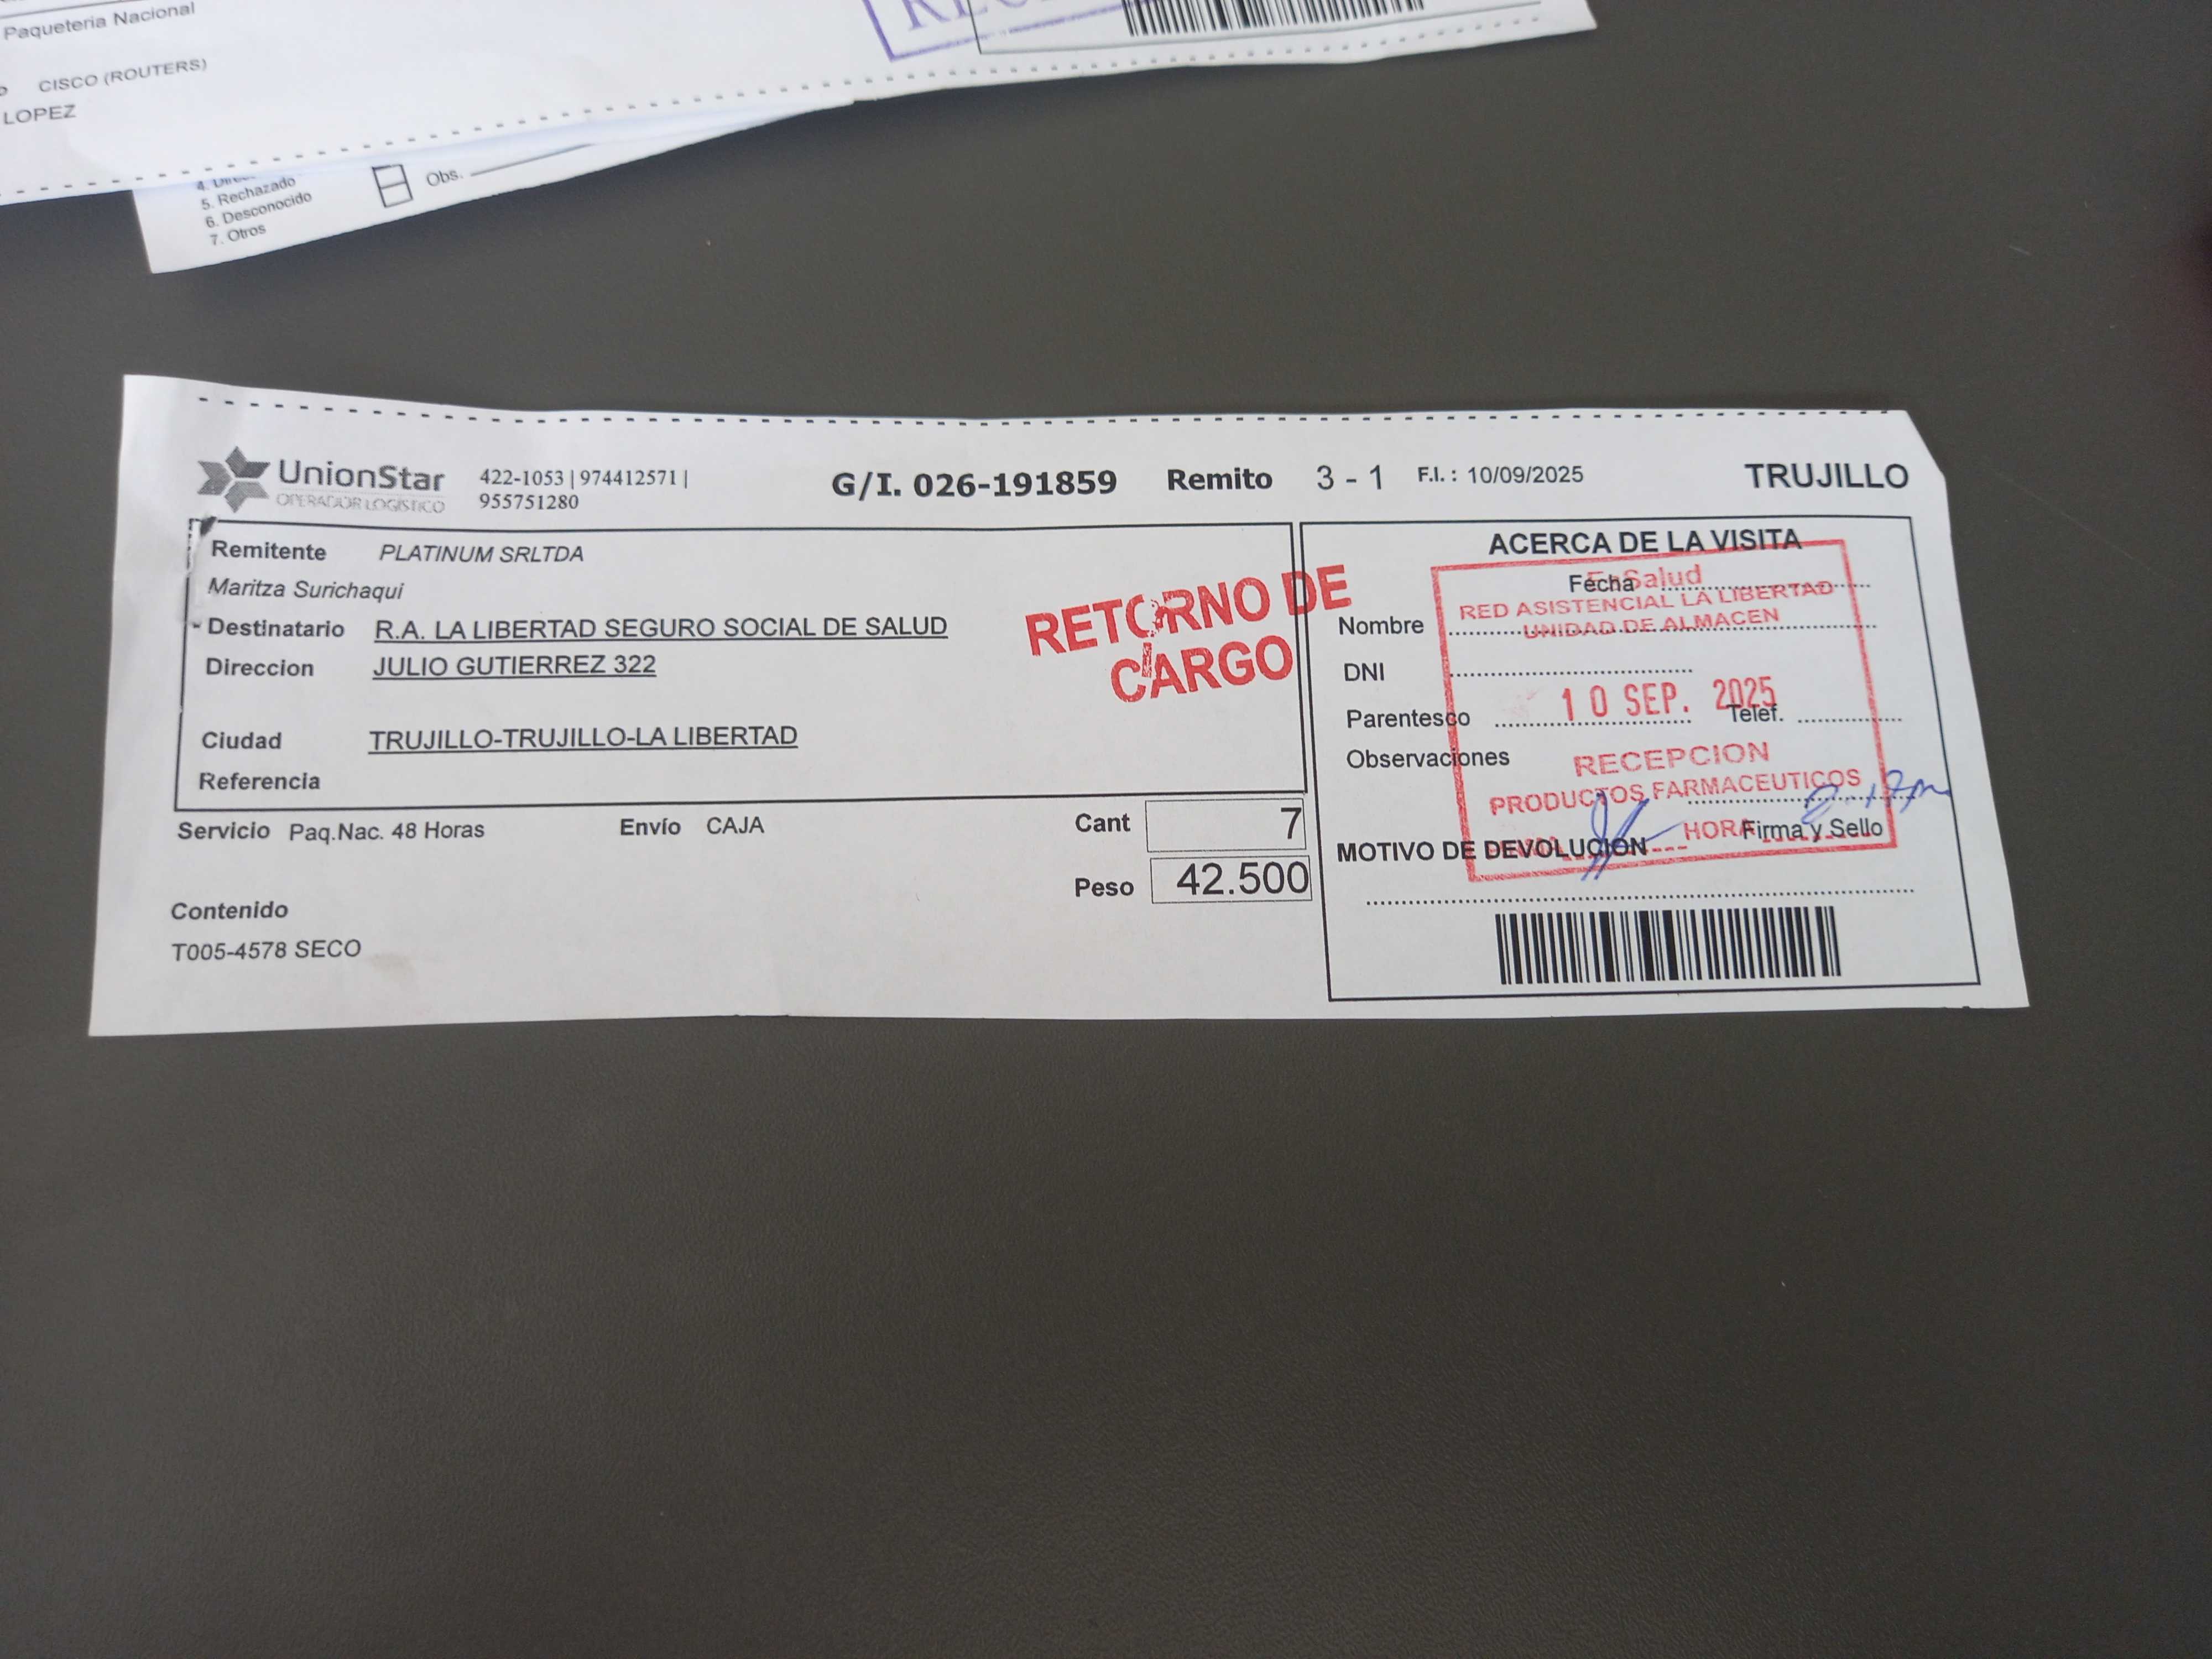 Paqueteria Nacional
CISCO (ROUTERS)
LOPEZ
5. Rechazado
6. Desconocido
7. Otros
Obs.
UnionStar
OPERADOR LOGÍSTICO
422-1053 | 974412571 |
955751280
G/I. 026-191859 Remito 3 - 1 F.I. : 10/09/2025 TRUJILLO
Remitente PLATINUM SRLTDA
Maritza Surichaqui
Destinatario R.A. LA LIBERTAD SEGURO SOCIAL DE SALUD
Direccion JULIO GUTIERREZ 322
Ciudad TRUJILLO-TRUJILLO-LA LIBERTAD
Referencia
RETORNO DE
CARGO
Servicio Paq.Nac. 48 Horas Envío CAJA Cant 7
Peso 42.500
Contenido
T005-4578 SECO
ACERCA DE LA VISITA
Fecha
Nombre
DNI
Parentesco Telef.
Observaciones
Firma y Sello
MOTIVO DE DEVOLUCION
EsSalud
RED ASISTENCIAL LA LIBERTAD
UNIDAD DE ALMACEN
10 SEP. 2025
RECEPCION
PRODUCTOS FARMACEUTICOS
HORA